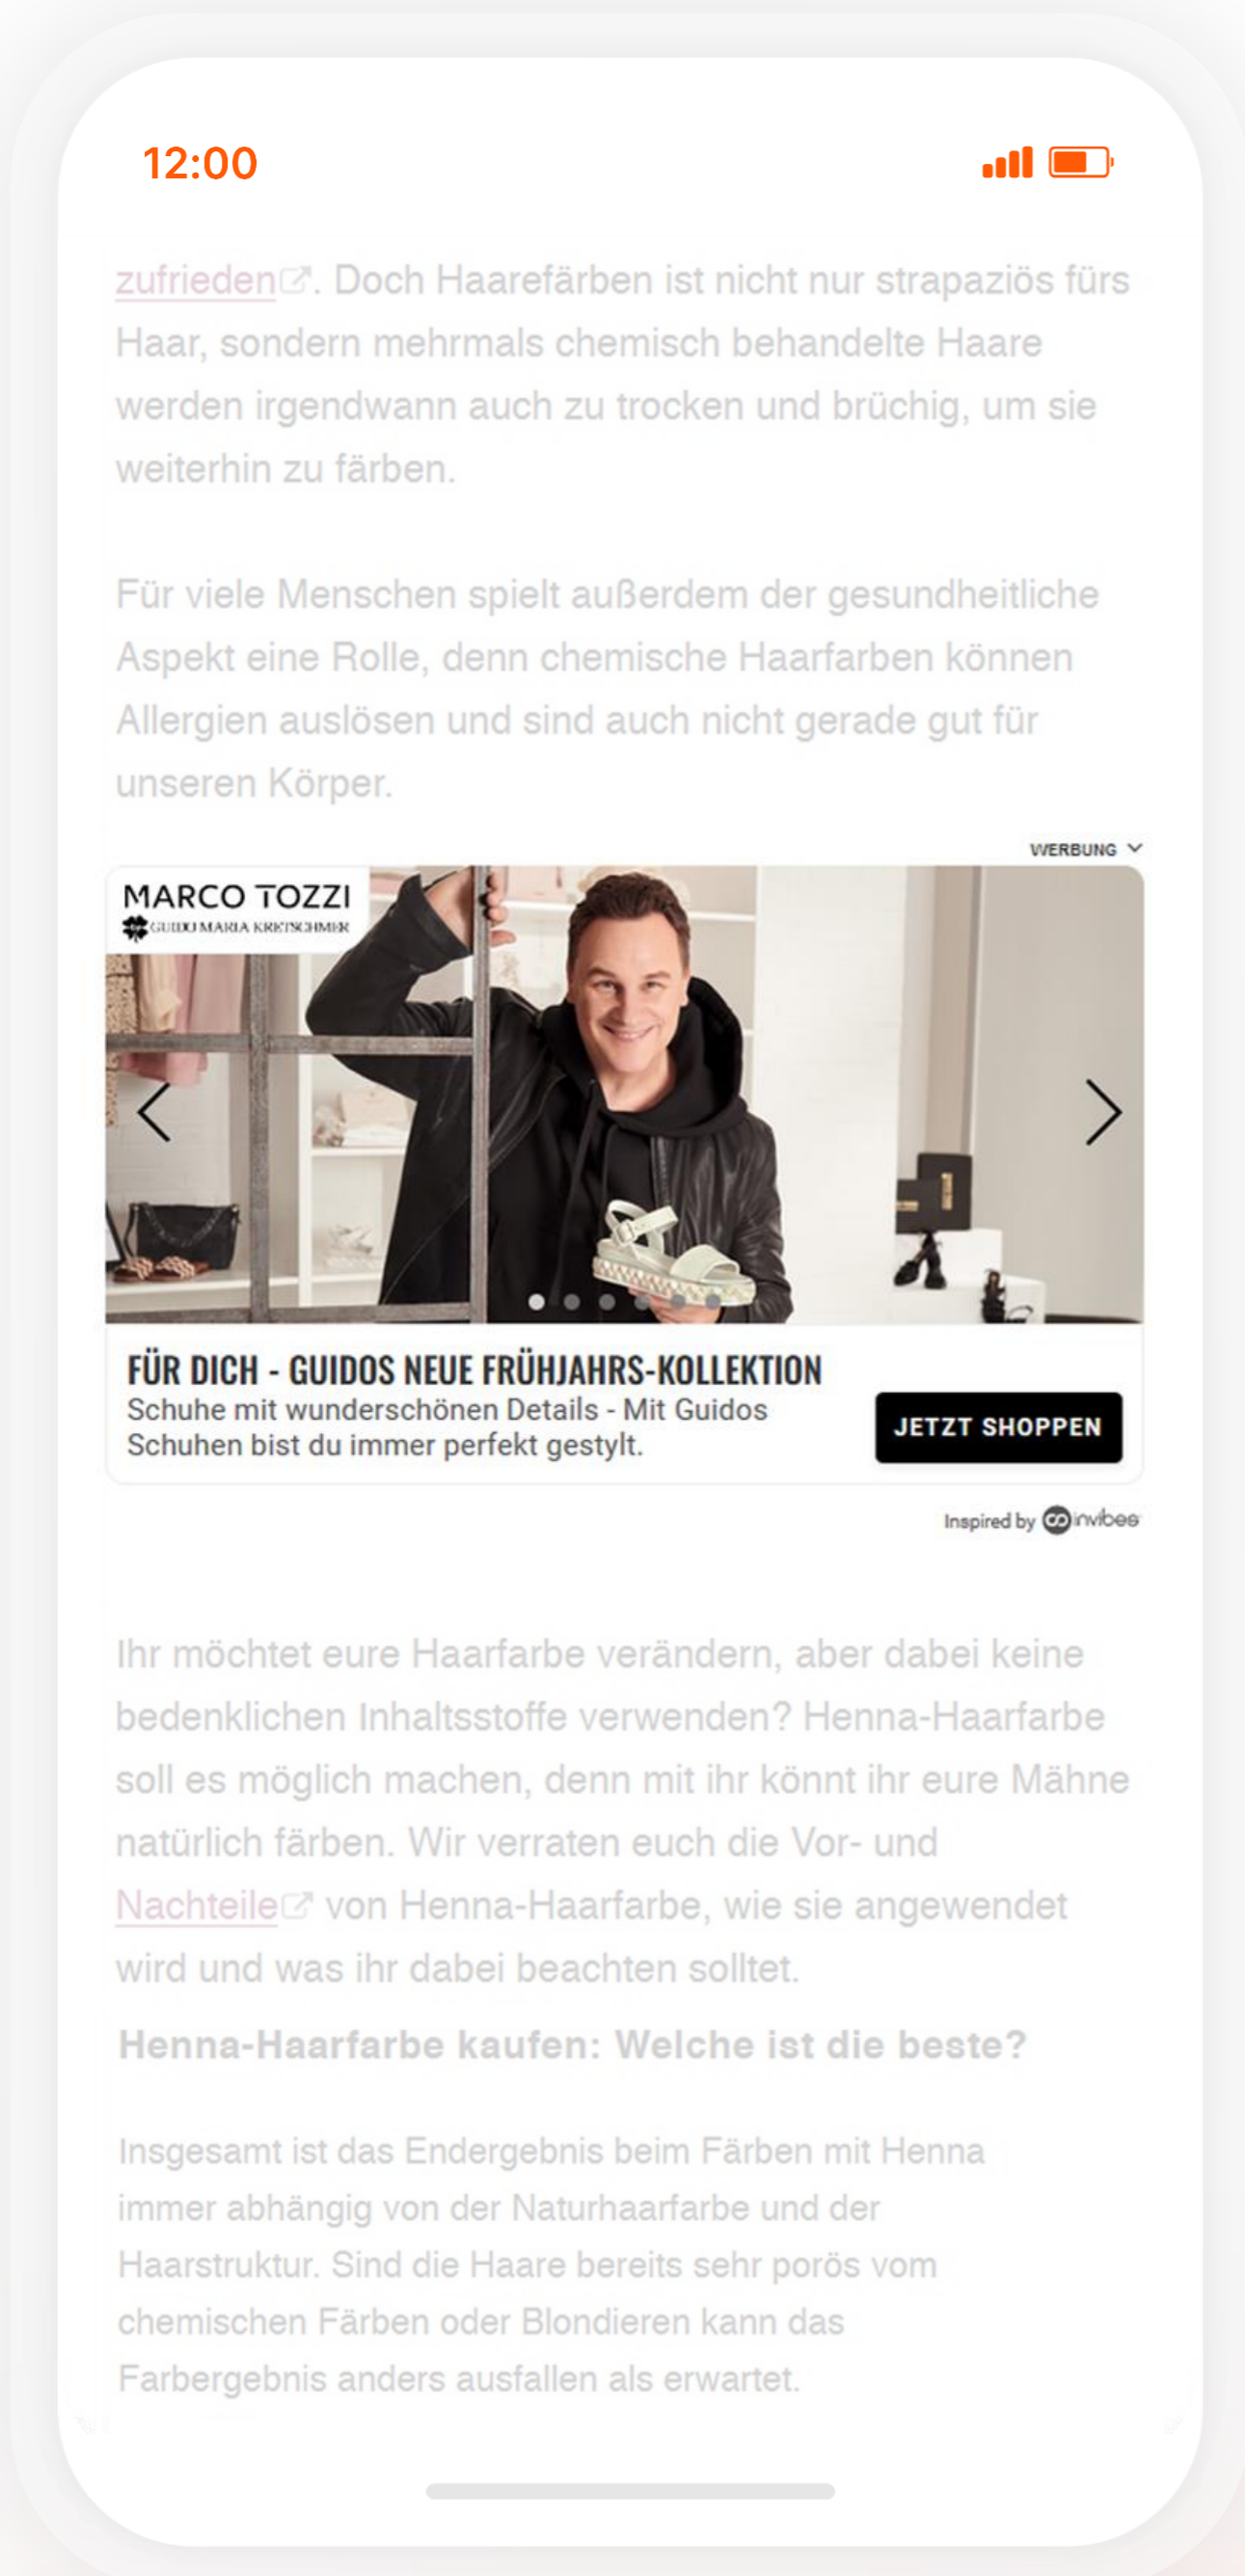 12:00
zufrieden. Doch Haarefärben ist nicht nur strapaziös fürs
Haar, sondern mehrmals chemisch behandelte Haare
werden irgendwann auch zu trocken und brüchig, um sie
weiterhin zu färben.
Für viele Menschen spielt außerdem der gesundheitliche
Aspekt eine Rolle, denn chemische Haarfarben können
Allergien auslösen und sind auch nicht gerade gut für
unseren Körper.
WERBUNG
MARCO TOZZI
GUIDO MARIA KRETSCHMER
FÜR DICH - GUIDOS NEUE FRÜHJAHRS-KOLLEKTION
Schuhe mit wunderschönen Details - Mit Guidos
Schuhen bist du immer perfekt gestylt.
JETZT SHOPPEN
Inspired by invibes
Ihr möchtet eure Haarfarbe verändern, aber dabei keine
bedenklichen Inhaltsstoffe verwenden? Henna-Haarfarbe
soll es möglich machen, denn mit ihr könnt ihr eure Mähne
natürlich färben. Wir verraten euch die Vor- und
Nachteile von Henna-Haarfarbe, wie sie angewendet
wird und was ihr dabei beachten solltet.
Henna-Haarfarbe kaufen: Welche ist die beste?
Insgesamt ist das Endergebnis beim Färben mit Henna
immer abhängig von der Naturhaarfarbe und der
Haarstruktur. Sind die Haare bereits sehr porös vom
chemischen Färben oder Blondieren kann das
Farbergebnis anders ausfallen als erwartet.